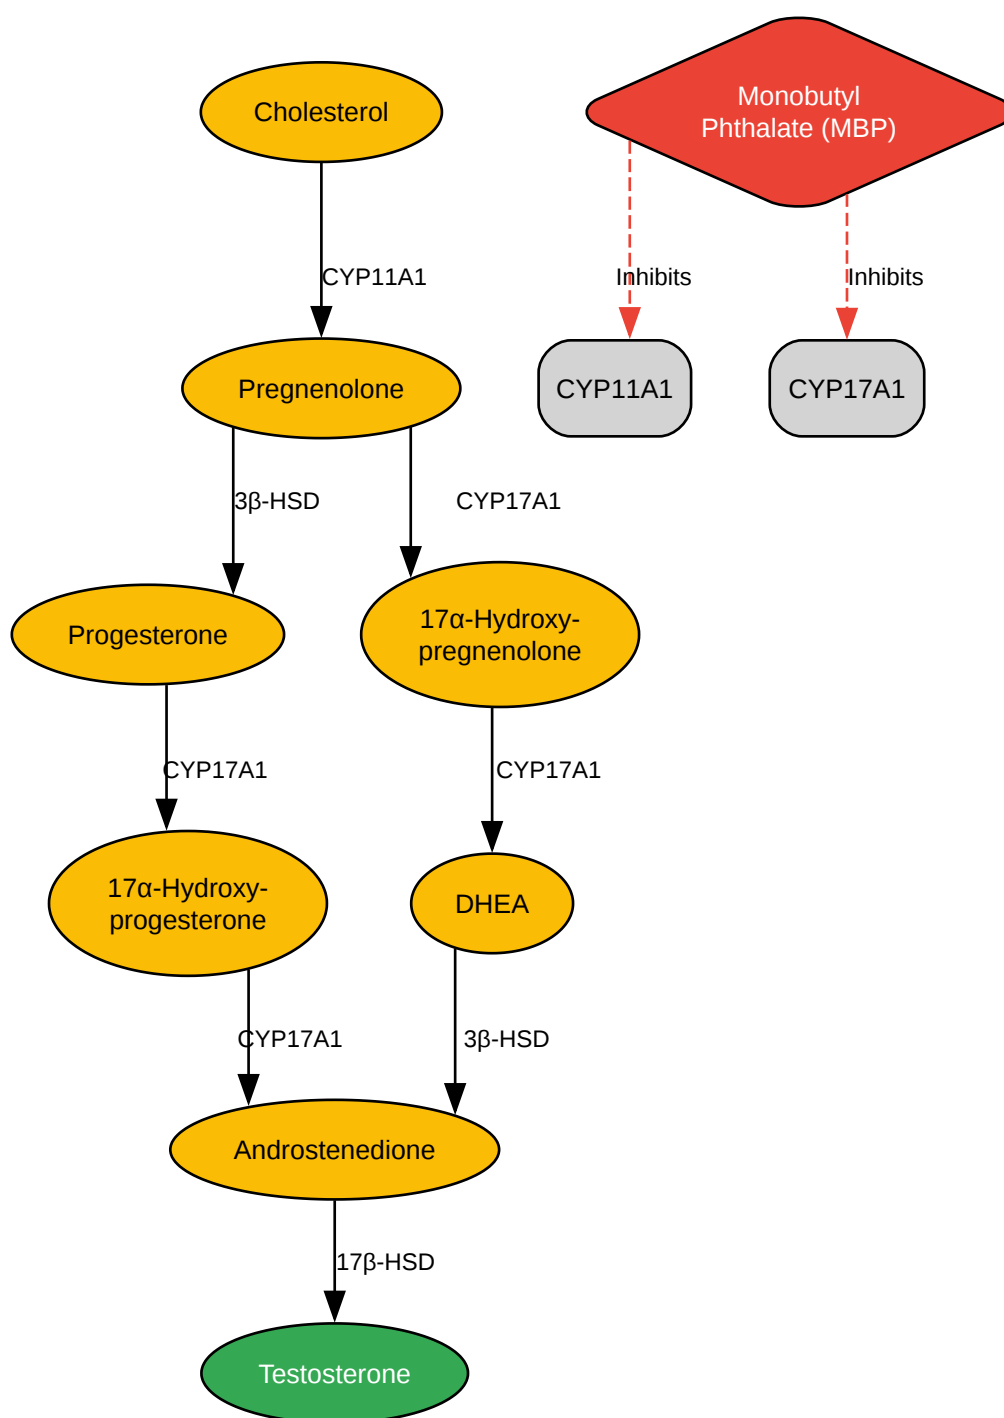 Cholesterol
Monobutyl
Phthalate (MBP)
CYP11A1
Inhibits
Inhibits
Pregnenolone
CYP11A1
CYP17A1
3β-HSD
CYP17A1
Progesterone
17α-Hydroxy-
pregnenolone
CYP17A1
CYP17A1
17α-Hydroxy-
progesterone
DHEA
CYP17A1
3β-HSD
Androstenedione
17β-HSD
Testosterone